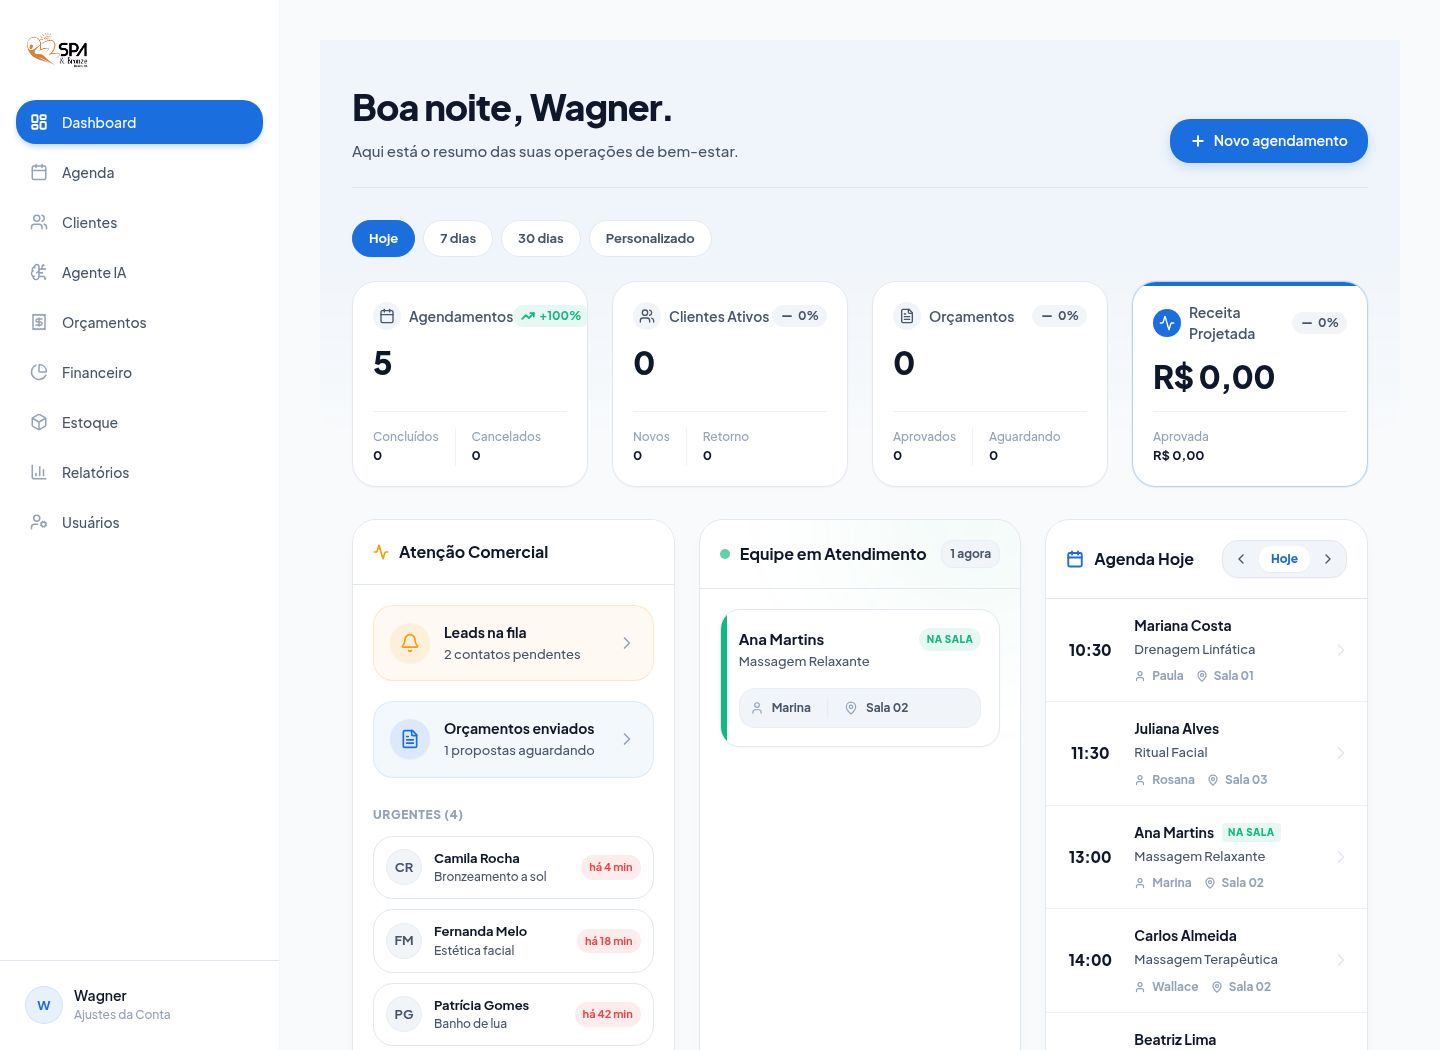 SPA
& Bronze
Dashboard
Agenda
Clientes
Agente IA
Orçamentos
Financeiro
Estoque
Relatórios
Usuários
W
Wagner
Ajustes da Conta
Boa noite, Wagner.
Aqui está o resumo das suas operações de bem-estar.
Novo agendamento
Hoje
7 dias
30 dias
Personalizado
Agendamentos
+100%
5
Concluídos
0
Cancelados
0
Clientes Ativos
0%
0
Novos
0
Retorno
0
Orçamentos
0%
0
Aprovados
0
Aguardando
0
Receita
Projetada
0%
R$ 0,00
Aprovada
R$ 0,00
Atenção Comercial
Leads na fila
2 contatos pendentes
Orçamentos enviados
1 propostas aguardando
URGENTES (4)
CR
Camila Rocha
Bronzeamento a sol
há 4 min
FM
Fernanda Melo
Estética facial
há 18 min
PG
Patrícia Gomes
Banho de lua
há 42 min
Equipe em Atendimento
1 agora
Ana Martins
NA SALA
Massagem Relaxante
Marina
Sala 02
Agenda Hoje
Hoje
10:30
Mariana Costa
Drenagem Linfática
Paula
Sala 01
11:30
Juliana Alves
Ritual Facial
Rosana
Sala 03
13:00
Ana Martins
NA SALA
Massagem Relaxante
Marina
Sala 02
14:00
Carlos Almeida
Massagem Terapêutica
Wallace
Sala 02
Beatriz Lima